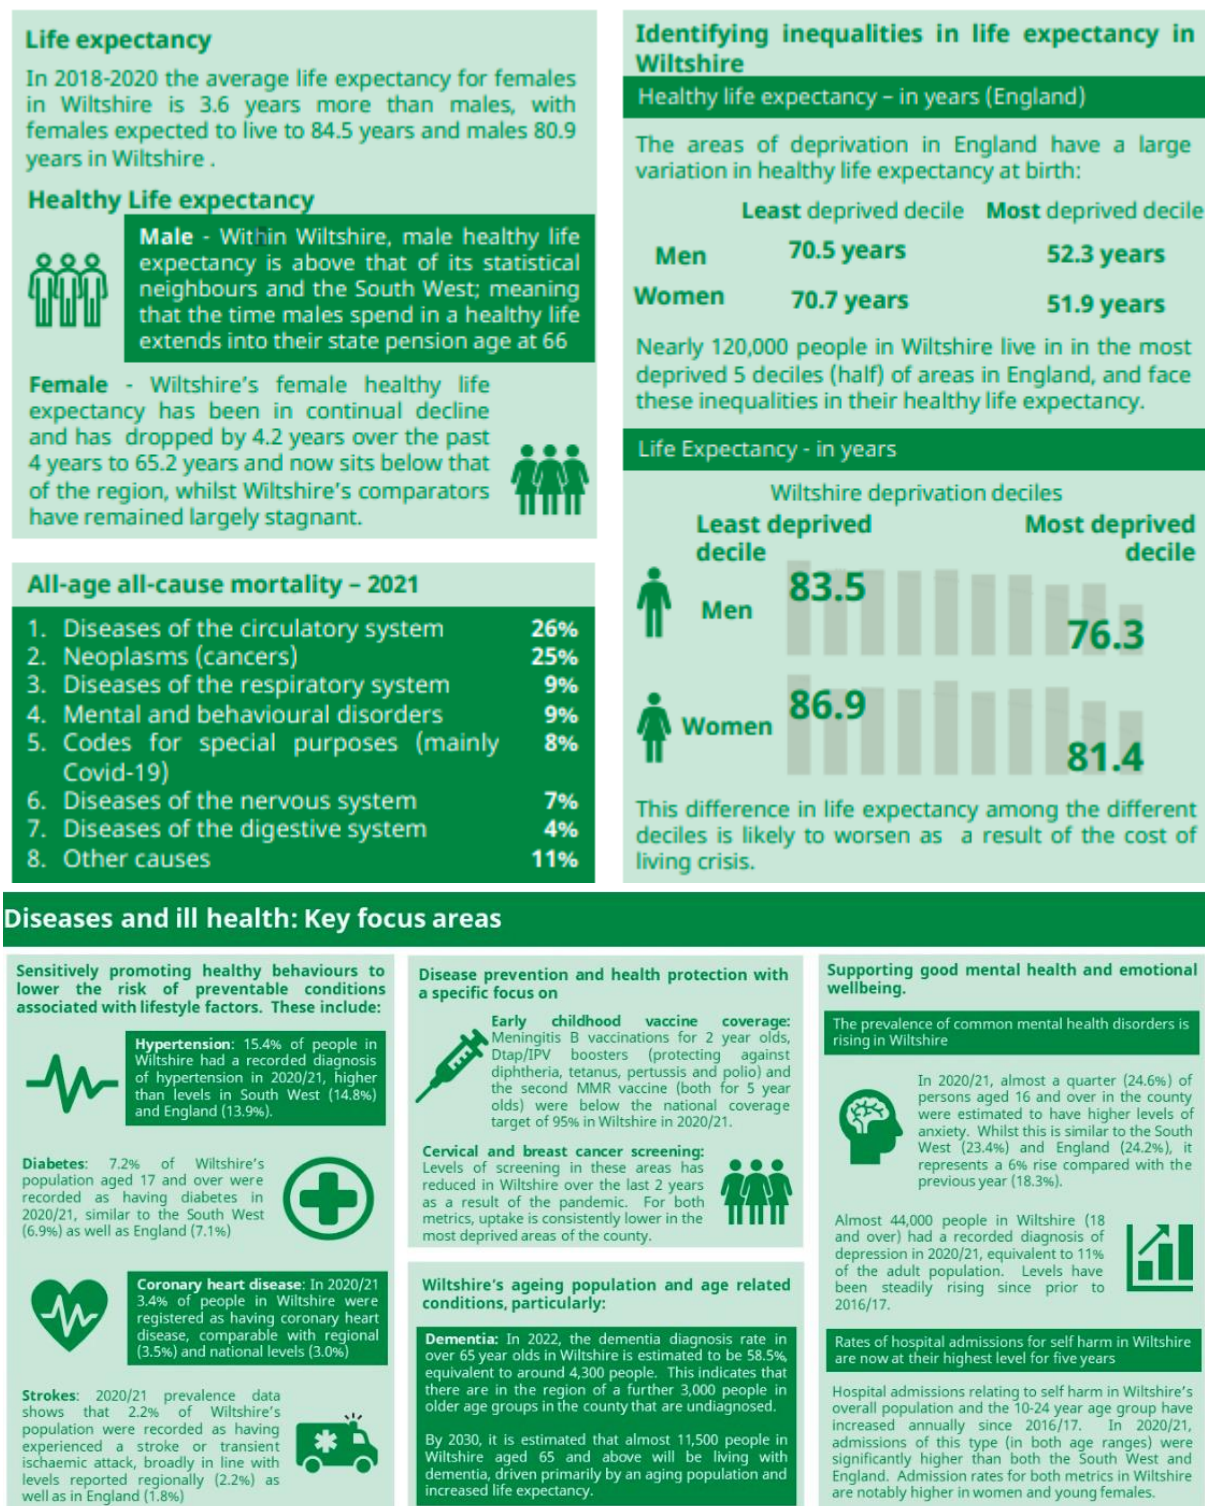 Life expectancy
In 2018-2020 the average life expectancy for females
in Wiltshire is 3.6 years more than males, with
females expected to live to 84.5 years and males 80.9
years in Wiltshire .
Healthy Life expectancy
Male - Within Wiltshire, male healthy life
expectancy is above that of its statistical
neighbours and the South West; meaning
that the time males spend in a healthy life
extends into their state pension age at 66
Female - Wiltshire's female healthy life
expectancy has been in continual decline
and has dropped by 4.2 years over the past
4 years to 65.2 years and now sits below that
of the region, whilst Wiltshire's comparators
have remained largely stagnant.
All-age all-cause mortality – 2021
1. Diseases of the circulatory system 26%
2. Neoplasms (cancers) 25%
3. Diseases of the respiratory system 9%
4. Mental and behavioural disorders 9%
5. Codes for special purposes (mainly 8%
Covid-19)
6. Diseases of the nervous system 7%
7. Diseases of the digestive system 4%
8. Other causes 11%
Identifying inequalities in life expectancy in
Wiltshire
Healthy life expectancy – in years (England)
The areas of deprivation in England have a large
variation in healthy life expectancy at birth:
Least deprived decile Most deprived decile
Men 70.5 years 52.3 years
Women 70.7 years 51.9 years
Nearly 120,000 people in Wiltshire live in in the most
deprived 5 deciles (half) of areas in England, and face
these inequalities in their healthy life expectancy.
Life Expectancy - in years
Wiltshire deprivation deciles
Least deprived Most deprived
decile decile
Men 83.5 76.3
Women 86.9 81.4
This difference in life expectancy among the different
deciles is likely to worsen as a result of the cost of
living crisis.
Diseases and ill health: Key focus areas
Sensitively promoting healthy behaviours to
lower the risk of preventable conditions
associated with lifestyle factors. These include:
Hypertension: 15.4% of people in
Wiltshire had a recorded diagnosis
of hypertension in 2020/21, higher
than levels in South West (14.8%)
and England (13.9%).
Diabetes: 7.2% of Wiltshire's
population aged 17 and over were
recorded as having diabetes in
2020/21, similar to the South West
(6.9%) as well as England (7.1%)
Coronary heart disease: In 2020/21
3.4% of people in Wiltshire were
registered as having coronary heart
disease, comparable with regional
(3.5%) and national levels (3.0%)
Strokes: 2020/21 prevalence data
shows that 2.2% of Wiltshire's
population were recorded as having
experienced a stroke or transient
ischaemic attack, broadly in line with
levels reported regionally (2.2%) as
well as in England (1.8%)
Disease prevention and health protection with
a specific focus on
Early childhood vaccine coverage:
Meningitis B vaccinations for 2 year olds,
Dtap/IPV boosters (protecting against
diphtheria, tetanus, pertussis and polio) and
the second MMR vaccine (both for 5 year
olds) were below the national coverage
target of 95% in Wiltshire in 2020/21.
Cervical and breast cancer screening:
Levels of screening in these areas has
reduced in Wiltshire over the last 2 years
as a result of the pandemic. For both
metrics, uptake is consistently lower in the
most deprived areas of the county.
Wiltshire's ageing population and age related
conditions, particularly:
Dementia: In 2022, the dementia diagnosis rate in
over 65 year olds in Wiltshire is estimated to be 58.5%,
equivalent to around 4,300 people. This indicates that
there are in the region of a further 3,000 people in
older age groups in the county that are undiagnosed.
By 2030, it is estimated that almost 11,500 people in
Wiltshire aged 65 and above will be living with
dementia, driven primarily by an aging population and
increased life expectancy.
Supporting good mental health and emotional
wellbeing.
The prevalence of common mental health disorders is
rising in Wiltshire
In 2020/21, almost a quarter (24.6%) of
persons aged 16 and over in the county
were estimated to have higher levels of
anxiety. Whilst this is similar to the South
West (23.4%) and England (24.2%), it
represents a 6% rise compared with the
previous year (18.3%).
Almost 44,000 people in Wiltshire (18
and over) had a recorded diagnosis of
depression in 2020/21, equivalent to 11%
of the adult population. Levels have
been steadily rising since prior to
2016/17.
Rates of hospital admissions for self harm in Wiltshire
are now at their highest level for five years
Hospital admissions relating to self harm in Wiltshire's
overall population and the 10-24 year age group have
increased annually since 2016/17. In 2020/21,
admissions of this type (in both age ranges) were
significantly higher than both the South West and
England. Admission rates for both metrics in Wiltshire
are notably higher in women and young females.